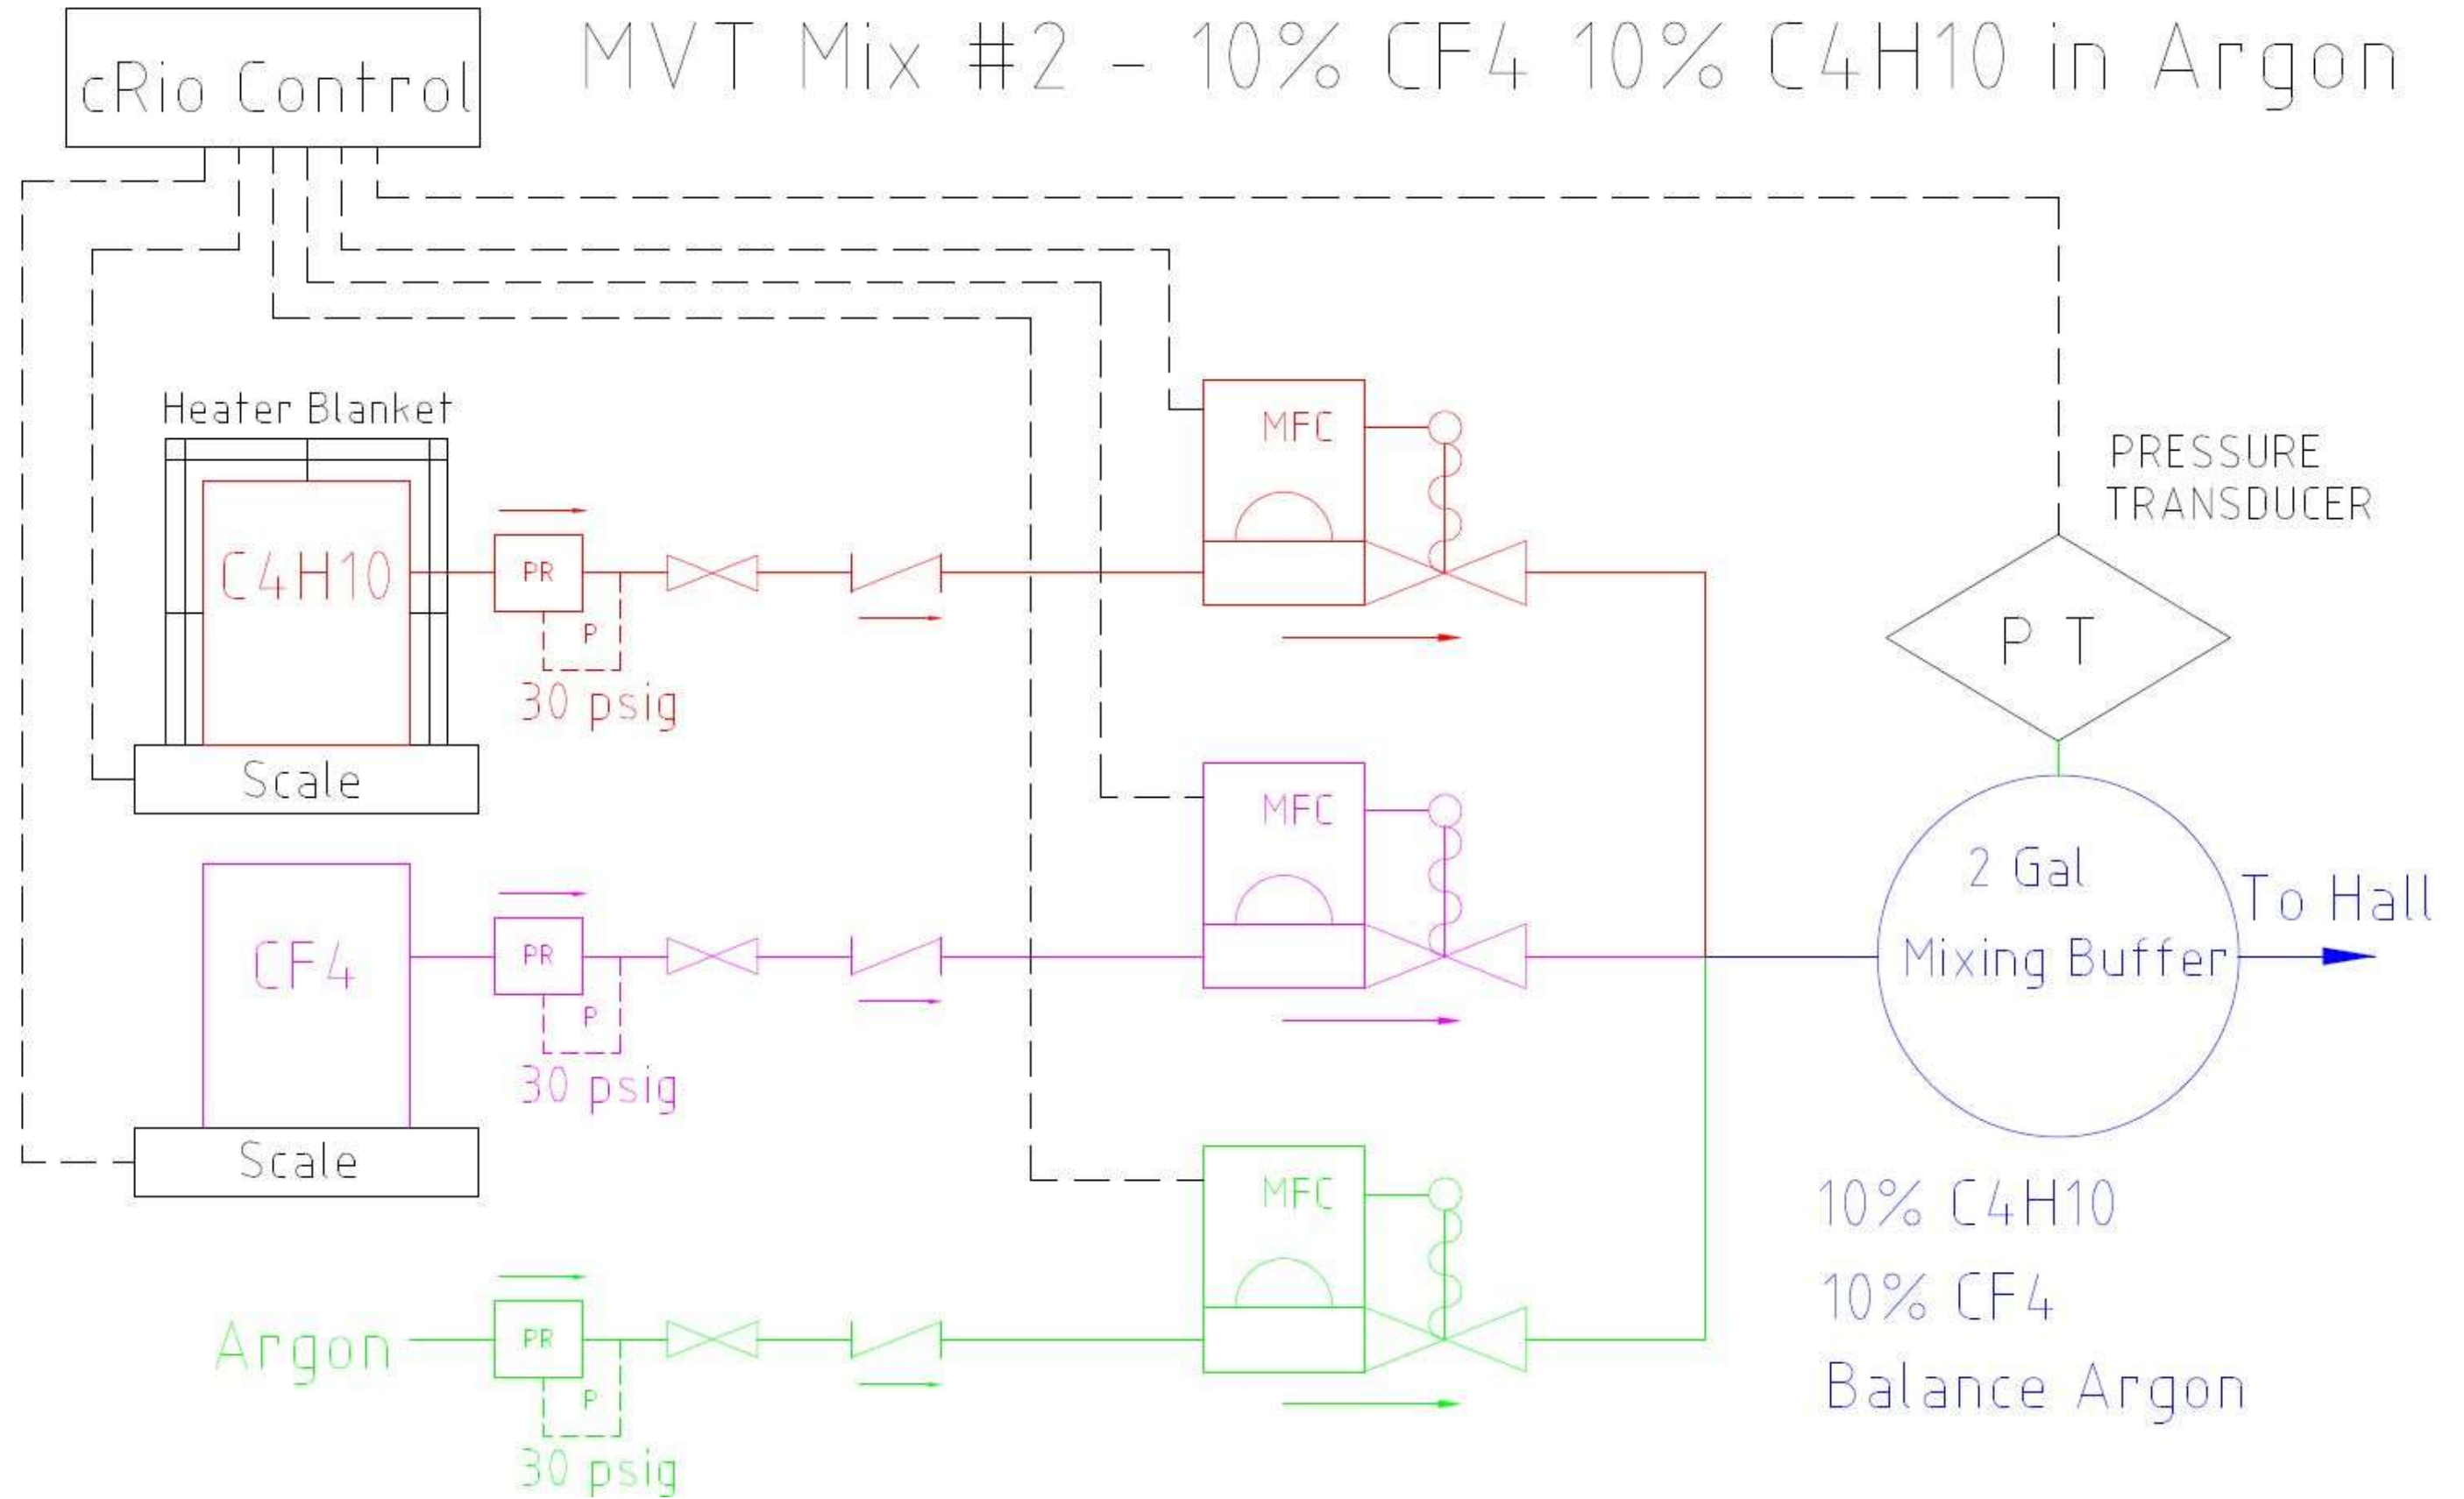 MVT Mix #2 - 10% CF4 10% C4H10 in Argon
cRio Control
Heater Blanket
C4H10
PR
P
30 psig
Scale
MFC
PRESSURE
TRANSDUCER
P T
CF4
PR
P
30 psig
Scale
MFC
2 Gal
Mixing Buffer
To Hall
Argon
PR
P
30 psig
MFC
10% C4H10
10% CF4
Balance Argon